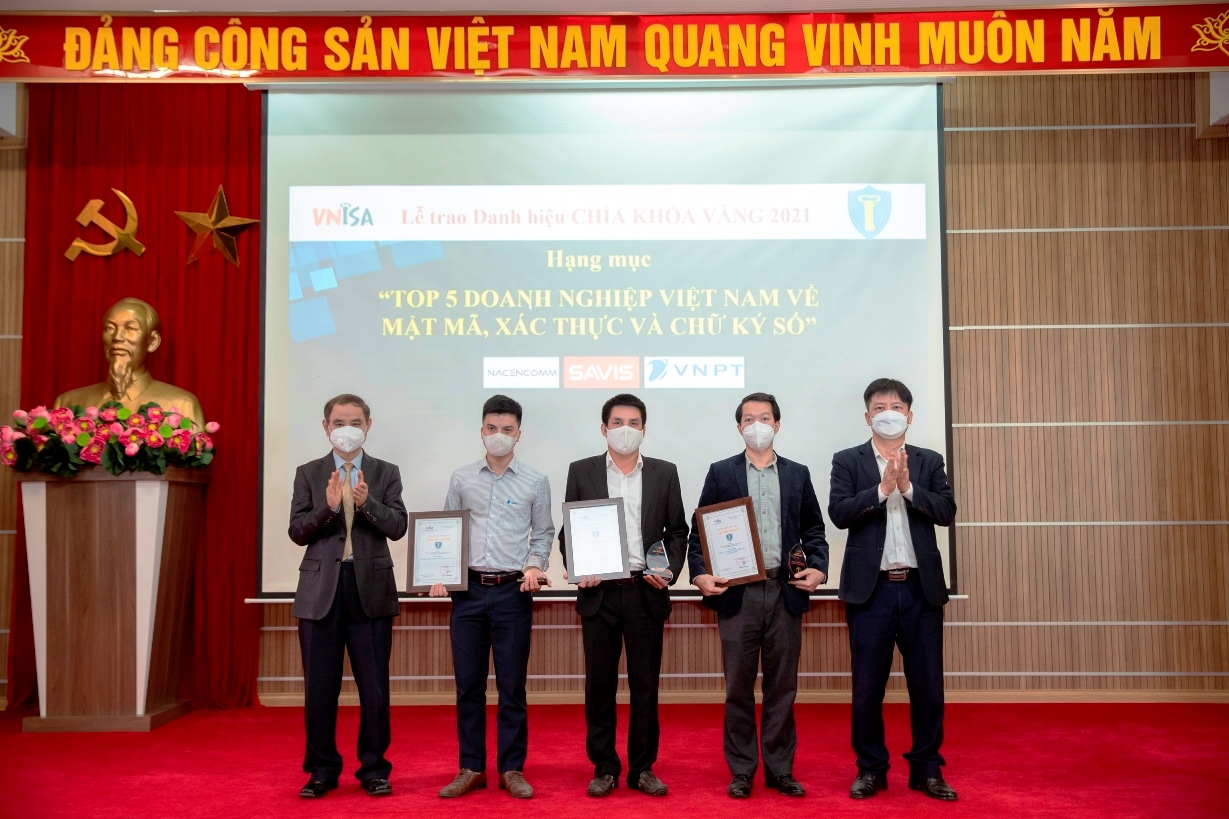 ĐẢNG CỘNG SẢN VIỆT NAM QUANG VINH MUÔN NĂM
VNISA
Lễ trao Danh hiệu CHÌA KHÓA VÀNG 2021
Hạng mục
“TOP 5 DOANH NGHIỆP VIỆT NAM VỀ
MẬT MÃ, XÁC THỰC VÀ CHỮ KÝ SỐ”
NACENCOMM
SAVIS
VNPT